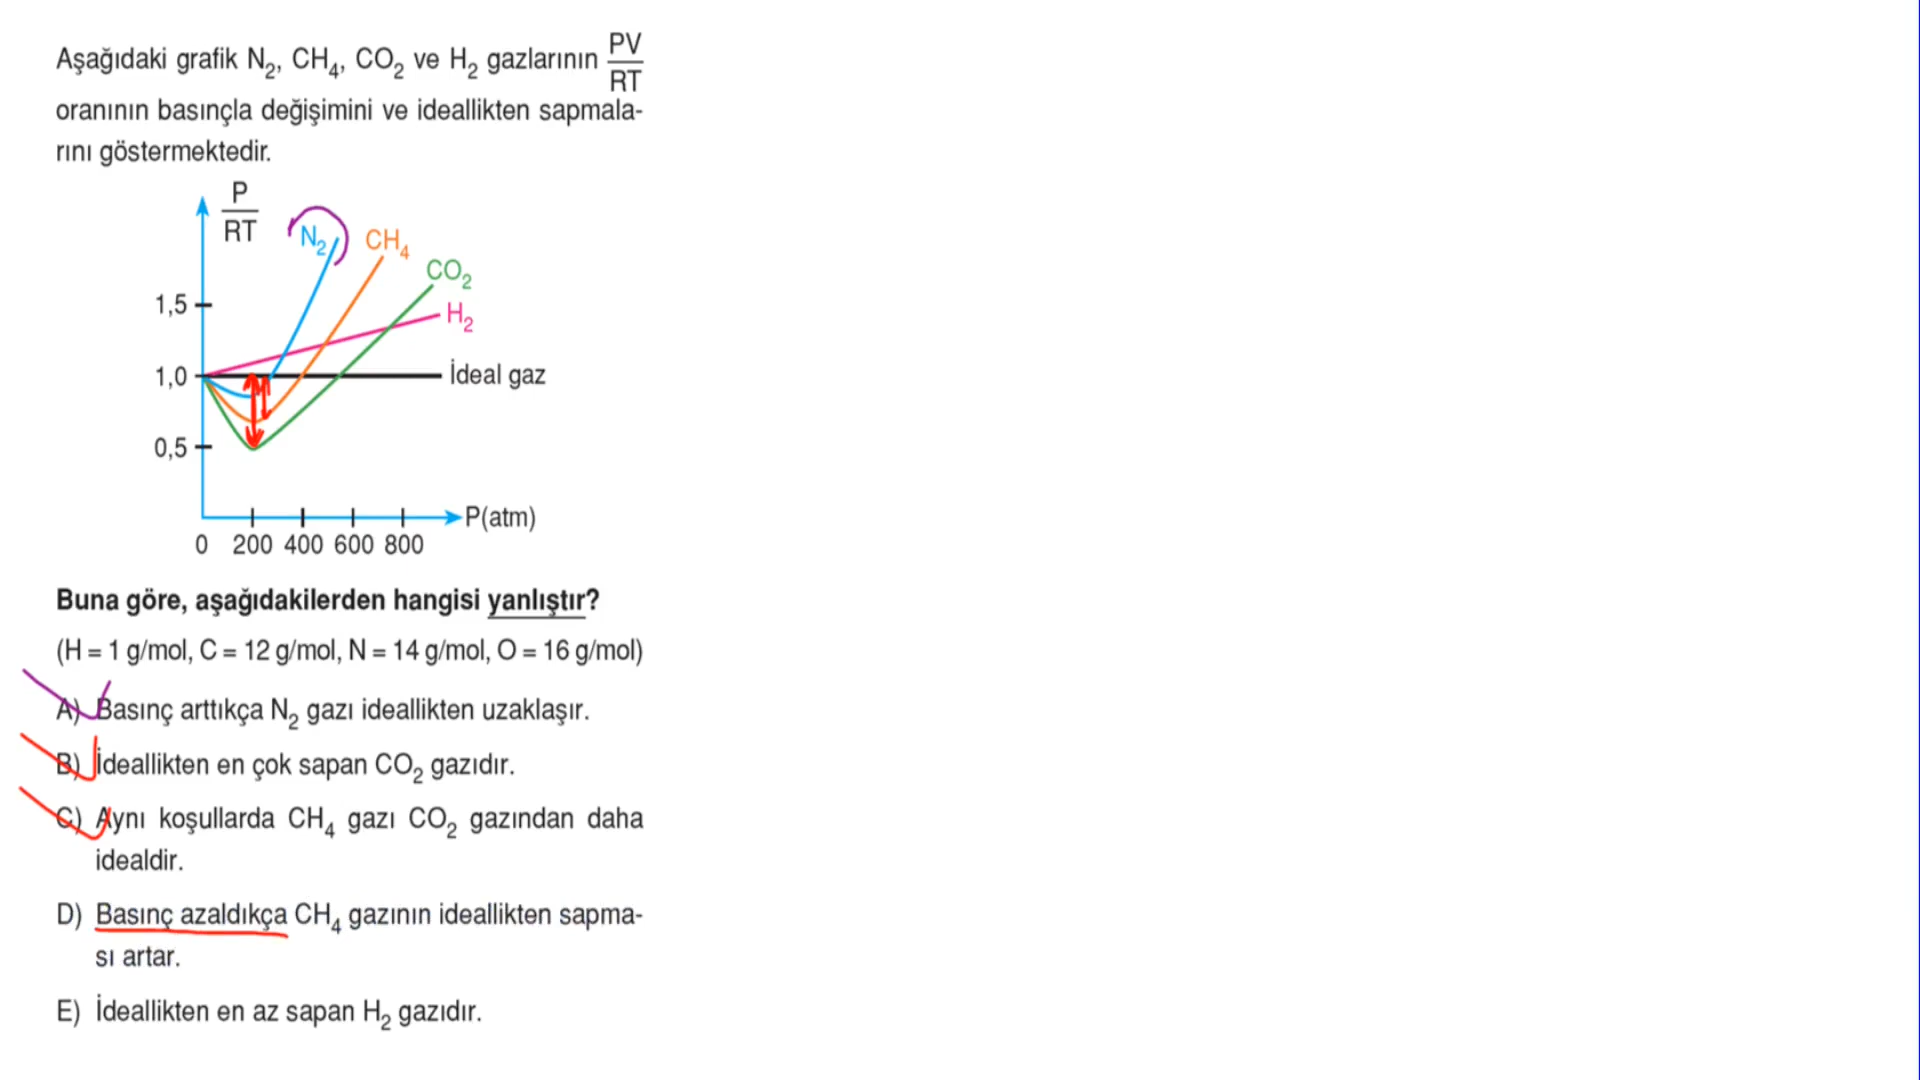 Aşağıdaki grafik N₂, CH₄, CO₂ ve H₂ gazlarının PV/RT
oranının basınçla değişimini ve ideallikten sapmala-
rını göstermektedir.
P/RT
N₂
CH₄
CO₂
H₂
İdeal gaz
1,5
1,0
0,5
P(atm)
0 200 400 600 800
Buna göre, aşağıdakilerden hangisi yanlıştır?
(H = 1 g/mol, C = 12 g/mol, N = 14 g/mol, O = 16 g/mol)
A) Basınç arttıkça N₂ gazı ideallikten uzaklaşır.
B) İdeallikten en çok sapan CO₂ gazıdır.
C) Aynı koşullarda CH₄ gazı CO₂ gazından daha
idealdir.
D) Basınç azaldıkça CH₄ gazının ideallikten sapma-
sı artar.
E) İdeallikten en az sapan H₂ gazıdır.